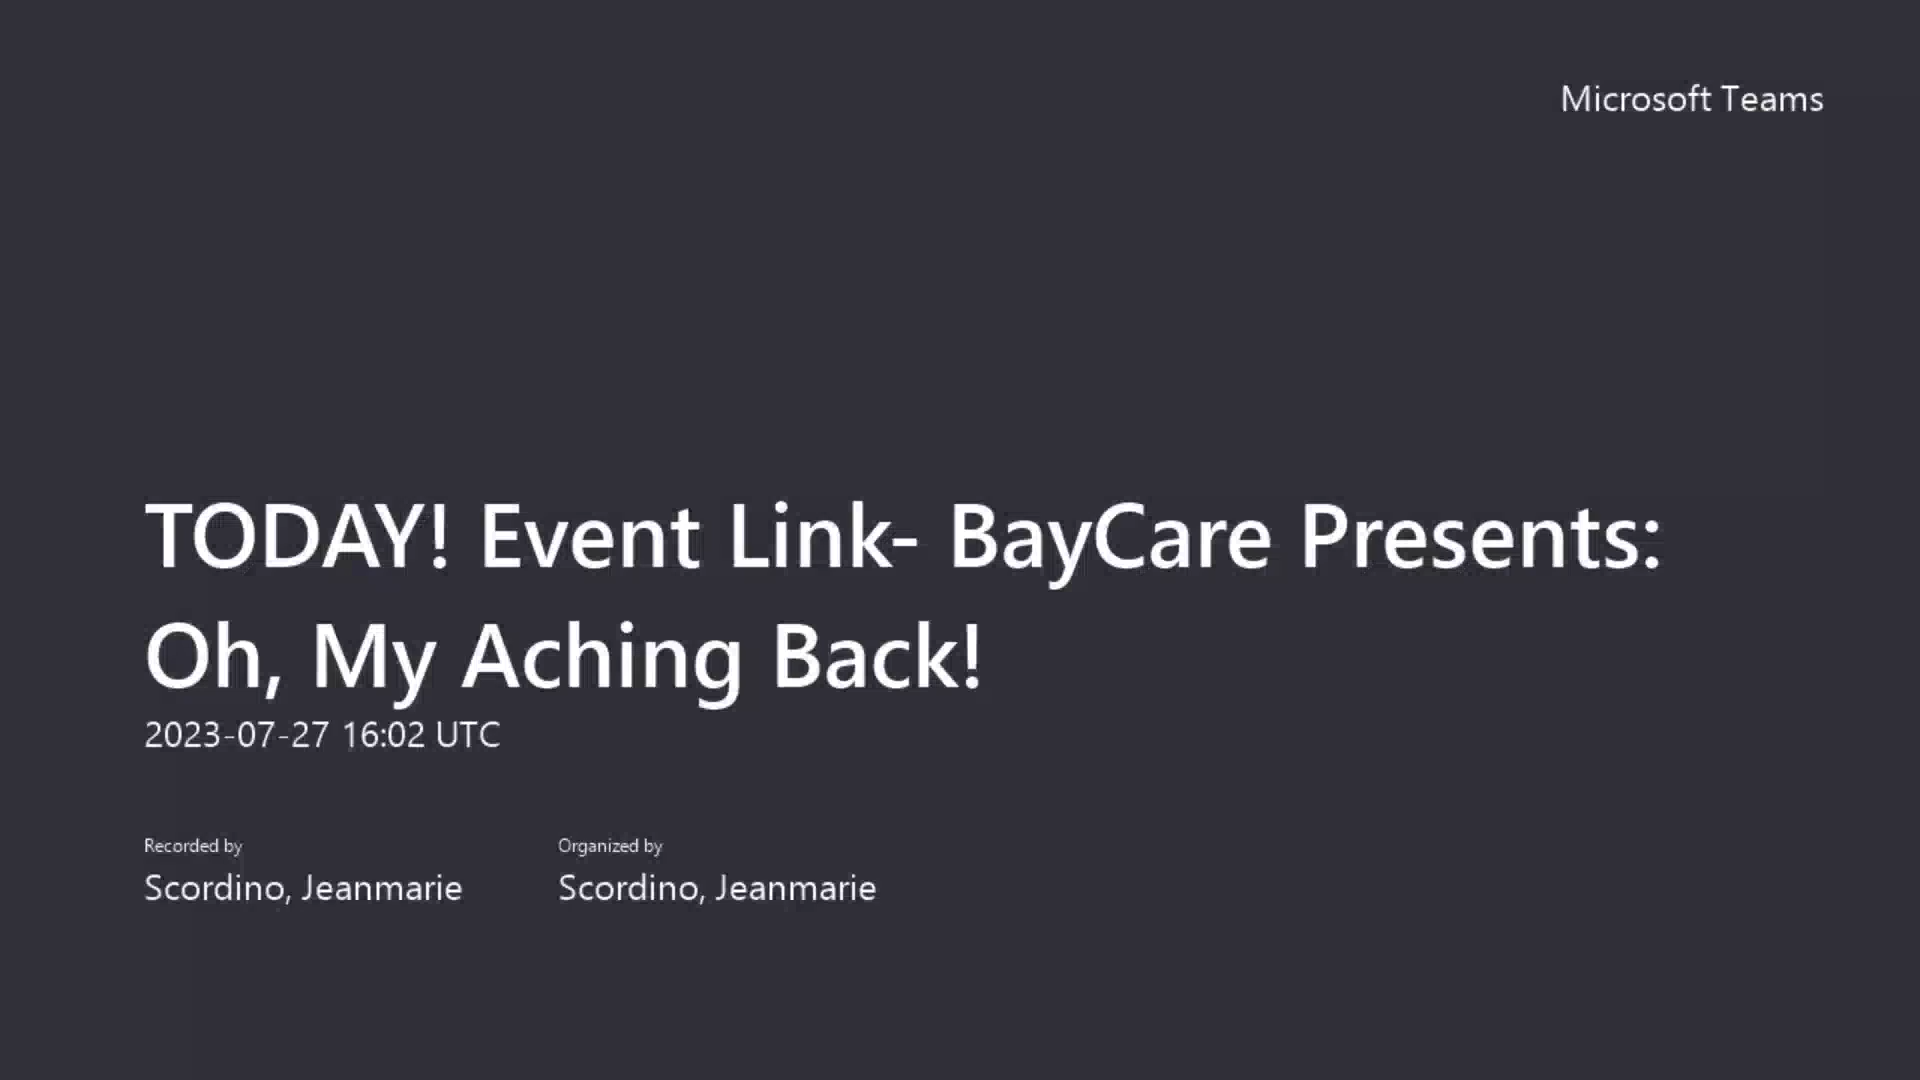 Microsoft Teams
TODAY! Event Link- BayCare Presents:
Oh, My Aching Back!
2023-07-27 16:02 UTC
Recorded by
Scordino, Jeanmarie
Organized by
Scordino, Jeanmarie